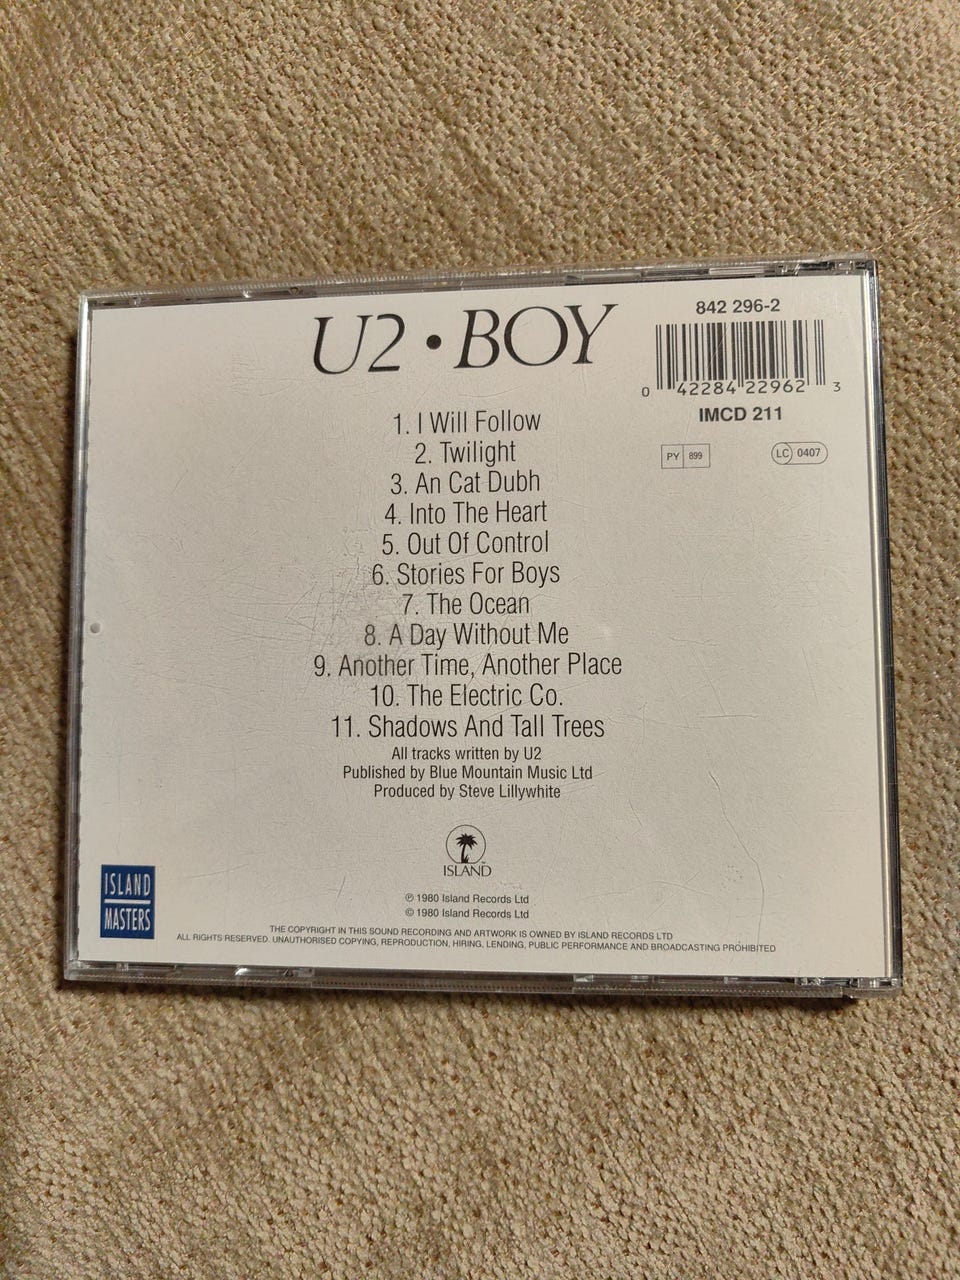 U2 • BOY
842 296-2
0 42284 22962 3
IMCD 211
PY 899
LC 0407
1. I Will Follow
2. Twilight
3. An Cat Dubh
4. Into The Heart
5. Out Of Control
6. Stories For Boys
7. The Ocean
8. A Day Without Me
9. Another Time, Another Place
10. The Electric Co.
11. Shadows And Tall Trees
All tracks written by U2
Published by Blue Mountain Music Ltd
Produced by Steve Lillywhite
ISLAND™
ISLAND
MASTERS
℗ 1980 Island Records Ltd
© 1980 Island Records Ltd
THE COPYRIGHT IN THIS SOUND RECORDING AND ARTWORK IS OWNED BY ISLAND RECORDS LTD
ALL RIGHTS RESERVED. UNAUTHORISED COPYING, REPRODUCTION, HIRING, LENDING, PUBLIC PERFORMANCE AND BROADCASTING PROHIBITED